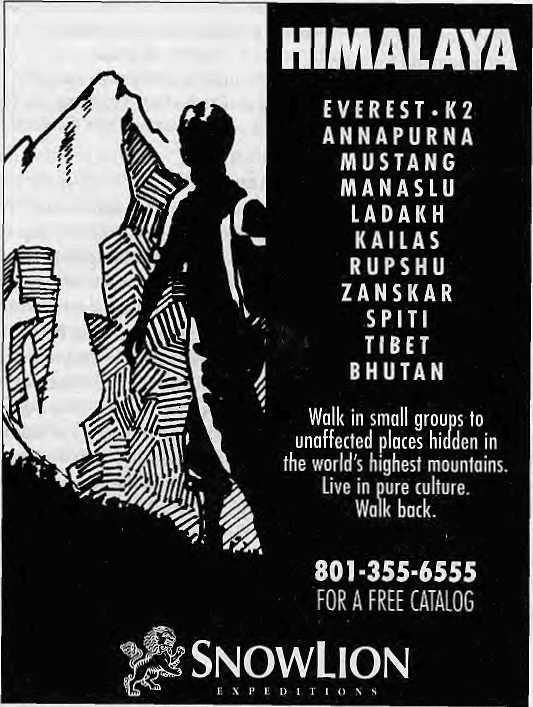 HIMALAYA
EVEREST • K2
ANNAPURNA
MUSTANG
MANASLU
LADAKH
KAILAS
RUPSHU
ZANSKAR
SPITI
TIBET
BHUTAN
Walk in small groups to
unaffected places hidden in
the world's highest mountains.
Live in pure culture.
Walk back.
801-355-6555
FOR A FREE CATALOG
SNOWLION
EXPEDITIONS